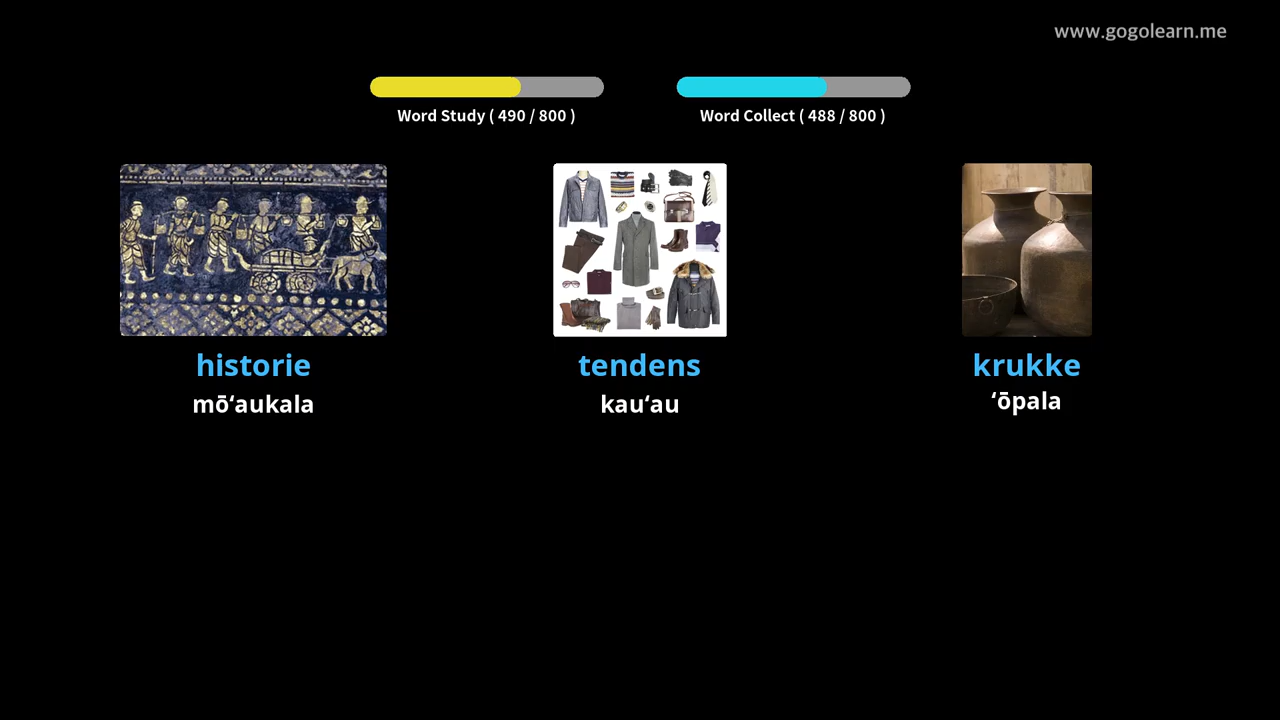 www.gogolearn.me
Word Study ( 490 / 800 )
Word Collect ( 488 / 800 )
historie
tendens
krukke
mōʻaukala
kauʻau
ʻōpala